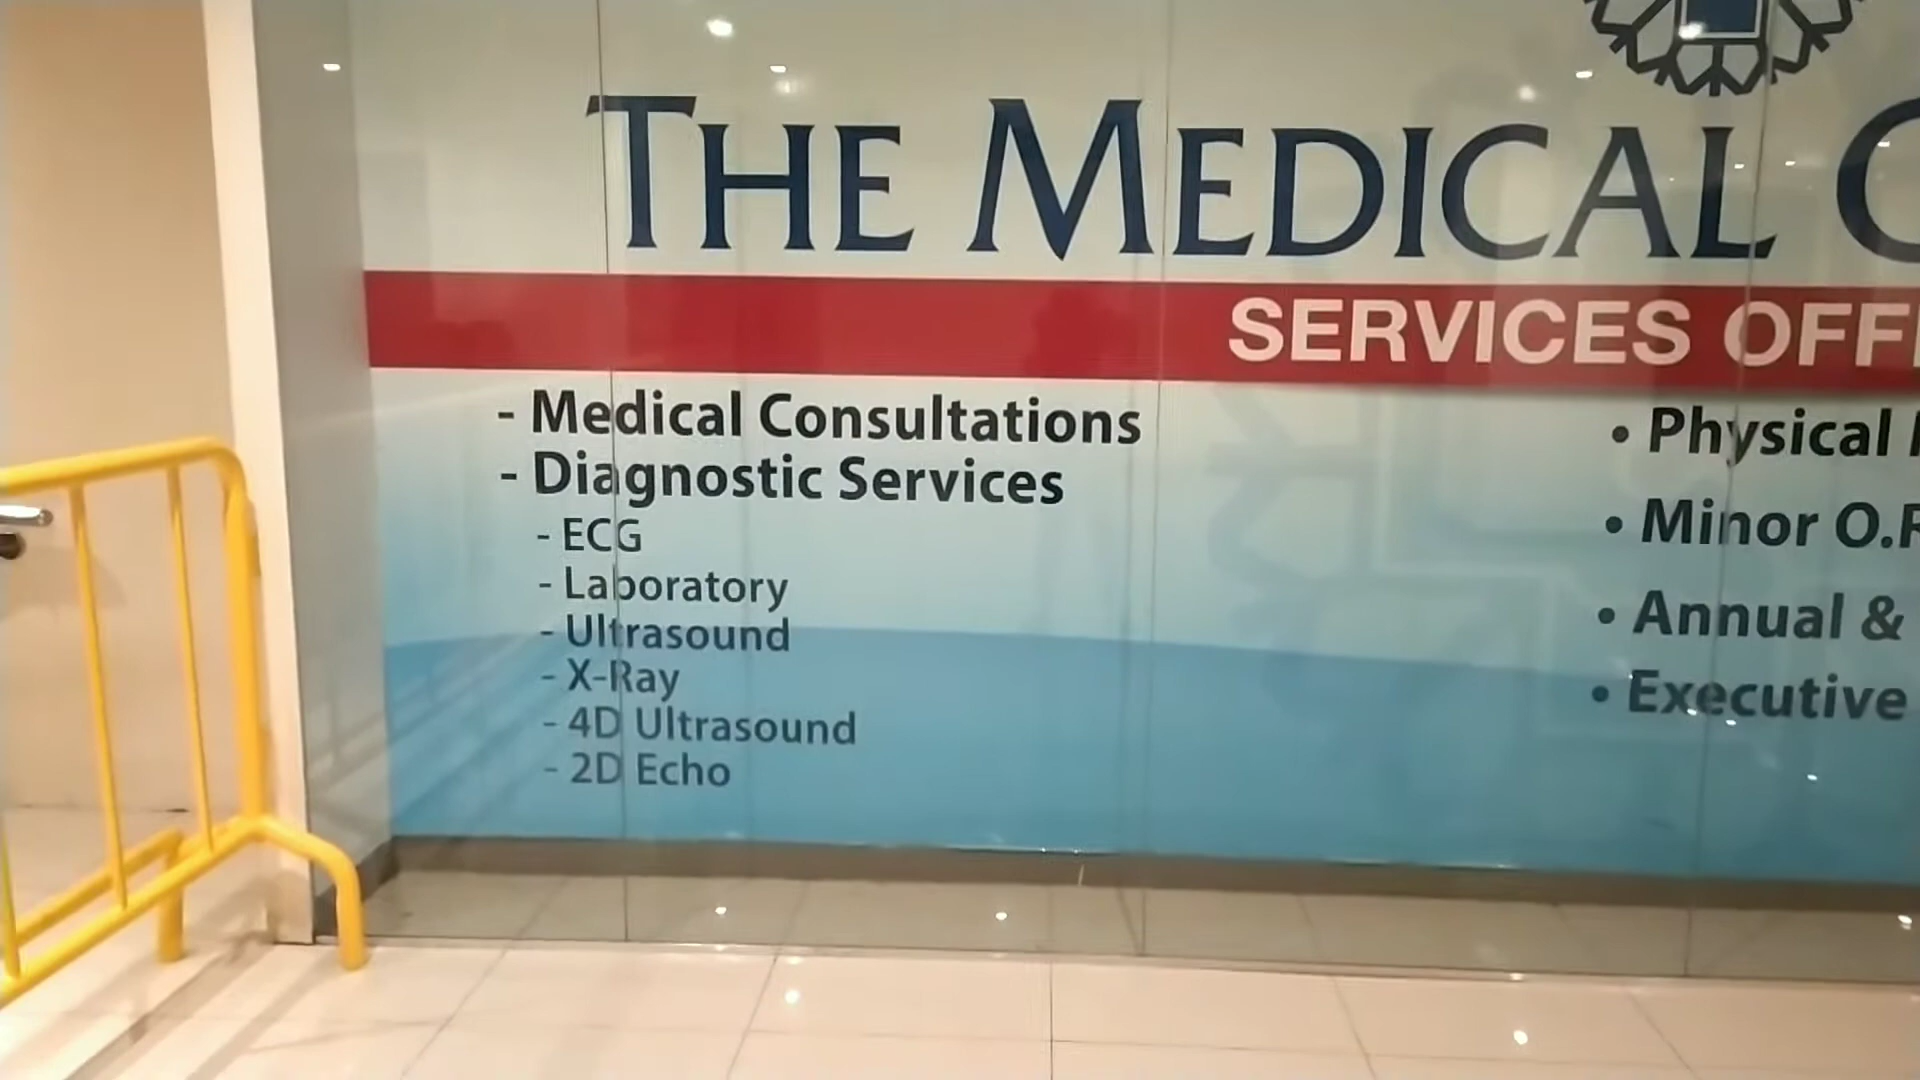 THE MEDICAL
SERVICES
- Medical Consultations
- Diagnostic Services
- ECG
- Laboratory
- Ultrasound
- X-Ray
- 4D Ultrasound
- 2D Echo
• Physical
• Minor
• Annual &
• Executive